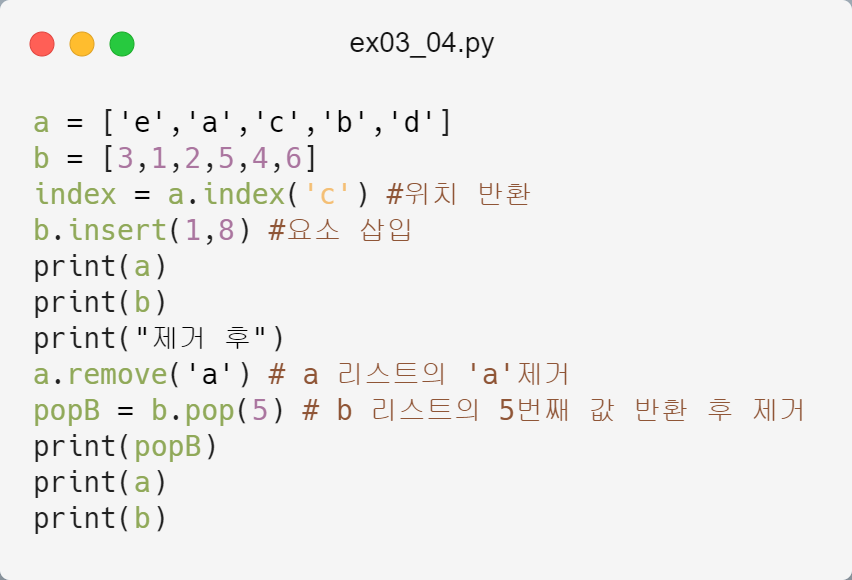 ex03_04.py
a = ['e','a','c','b','d']
b = [3,1,2,5,4,6]
index = a.index('c') #위치 반환
b.insert(1,8) #요소 삽입
print(a)
print(b)
print("제거 후")
a.remove('a') # a 리스트의 'a'제거
popB = b.pop(5) # b 리스트의 5번째 값 반환 후 제거
print(popB)
print(a)
print(b)